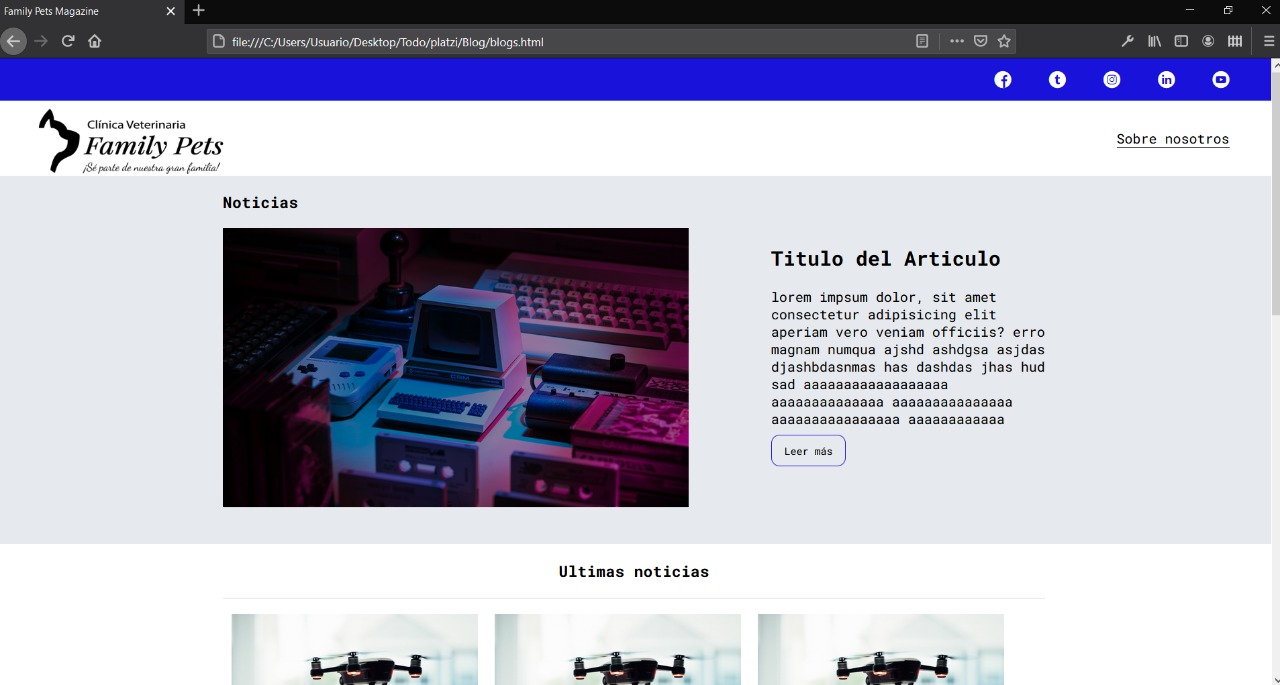 Family Pets Magazine
file:///C:/Users/Usuario/Desktop/Todo/platzi/Blog/blogs.html
Clínica Veterinaria
Family Pets
¡Sé parte de nuestra gran familia!
Sobre nosotros
Noticias
Titulo del Articulo
lorem impsum dolor, sit amet
consectetur adipisicing elit
aperiam vero veniam officiis? erro
magnam numqua ajshd ashdgsa asjdas
djashbdasnmas has dashdas jhas hud
sad aaaaaaaaaaaaaaaaaa
aaaaaaaaaaaaaa aaaaaaaaaaaaaaa
aaaaaaaaaaaaaaaa aaaaaaaaaaaa
Leer más
Ultimas noticias